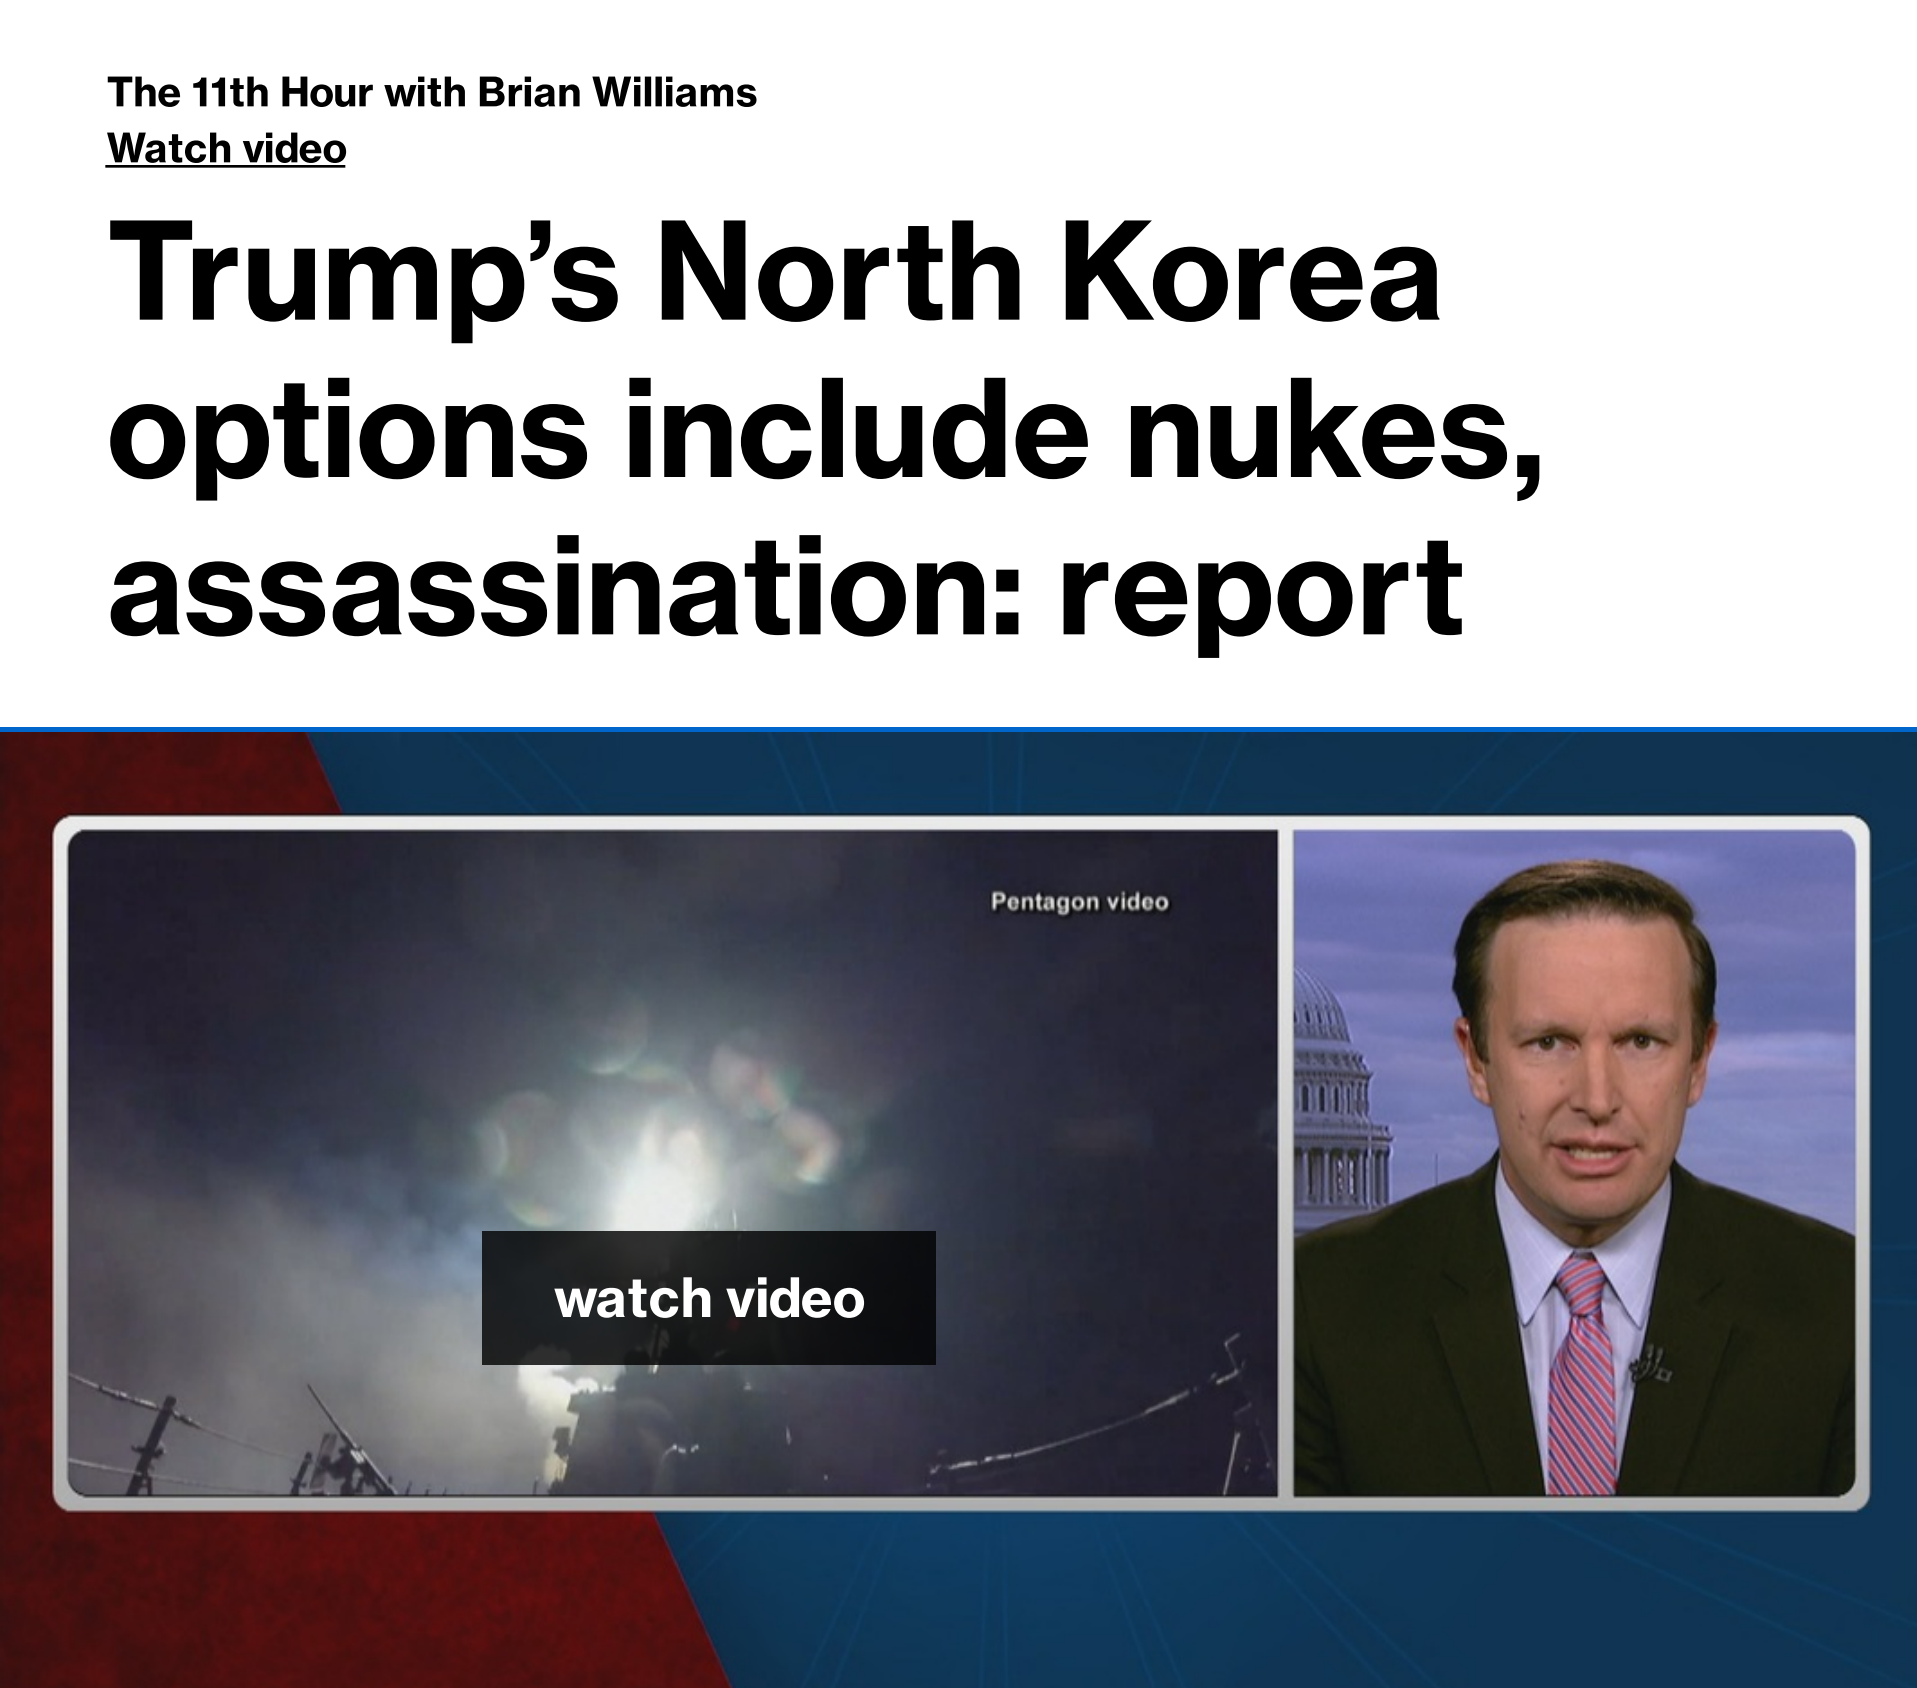 The 11th Hour with Brian Williams
Watch video
Trump’s North Korea
options include nukes,
assassination: report
Pentagon video
watch video